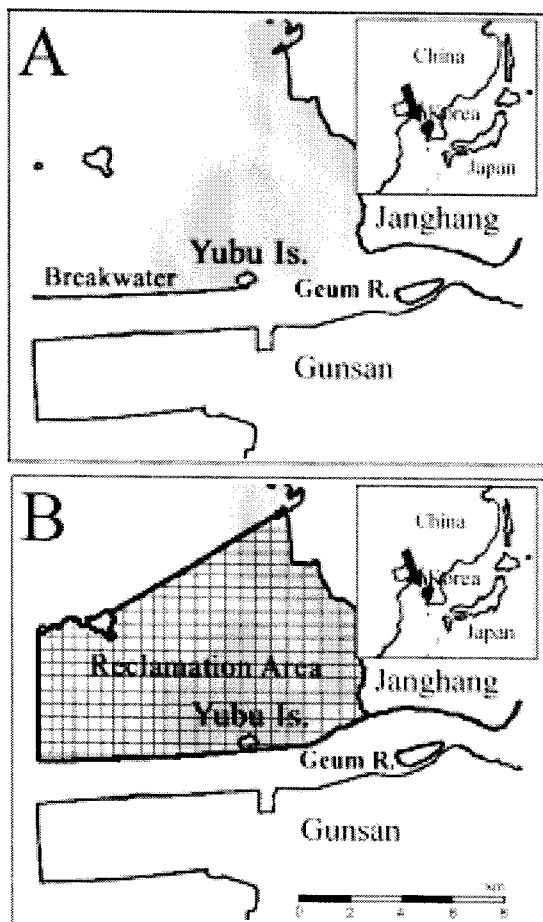 A
China
Korea
Japan
Janghang
Yubu Is.
Breakwater
Geum R.
Gunsan
B
China
Korea
Japan
Reclamation Area
Janghang
Yubu Is.
Geum R.
Gunsan
km
0 2 4 6 8